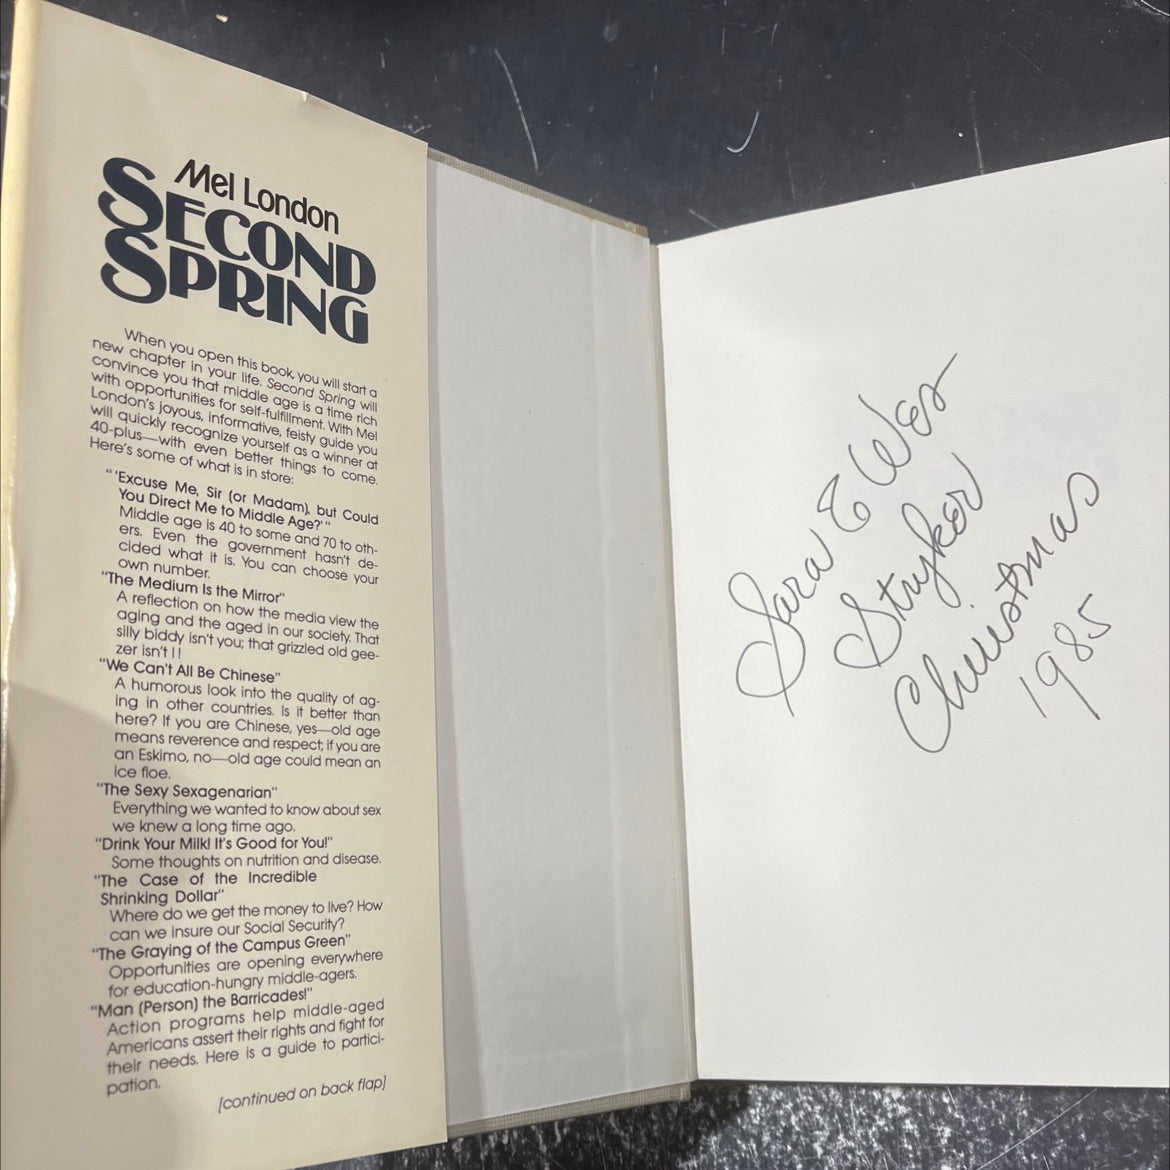 Mel London
SECOND
SPRING
When you open this book, you will start a
new chapter in your life. Second Spring will
convince you that middle age is a time rich
with opportunities for self-fulfillment. With Mel
London's joyous, informative, feisty guide you
will quickly recognize yourself as a winner at
40-plus—with even better things to come.
Here's some of what is in store:
"'Excuse Me, Sir (or Madam), but Could
You Direct Me to Middle Age?'"
Middle age is 40 to some and 70 to oth-
ers. Even the government hasn't de-
cided what it is. You can choose your
own number.
"The Medium Is the Mirror"
A reflection on how the media view the
aging and the aged in our society. That
silly biddy isn't you; that grizzled old gee-
zer isn't I!
"We Can't All Be Chinese"
A humorous look into the quality of ag-
ing in other countries. Is it better than
here? If you are Chinese, yes—old age
means reverence and respect; if you are
an Eskimo, no—old age could mean an
ice floe.
"The Sexy Sexagenarian"
Everything we wanted to know about sex
we knew a long time ago.
"Drink Your Milk! It's Good for You!"
Some thoughts on nutrition and disease.
"The Case of the Incredible
Shrinking Dollar"
Where do we get the money to live? How
can we insure our Social Security?
"The Graying of the Campus Green"
Opportunities are opening everywhere
for education-hungry middle-agers.
"Man (Person) the Barricades!"
Action programs help middle-aged
Americans assert their rights and fight for
their needs. Here is a guide to partici-
pation.
[continued on back flap]
Sara & Wes
Stryker
Christmas
1985